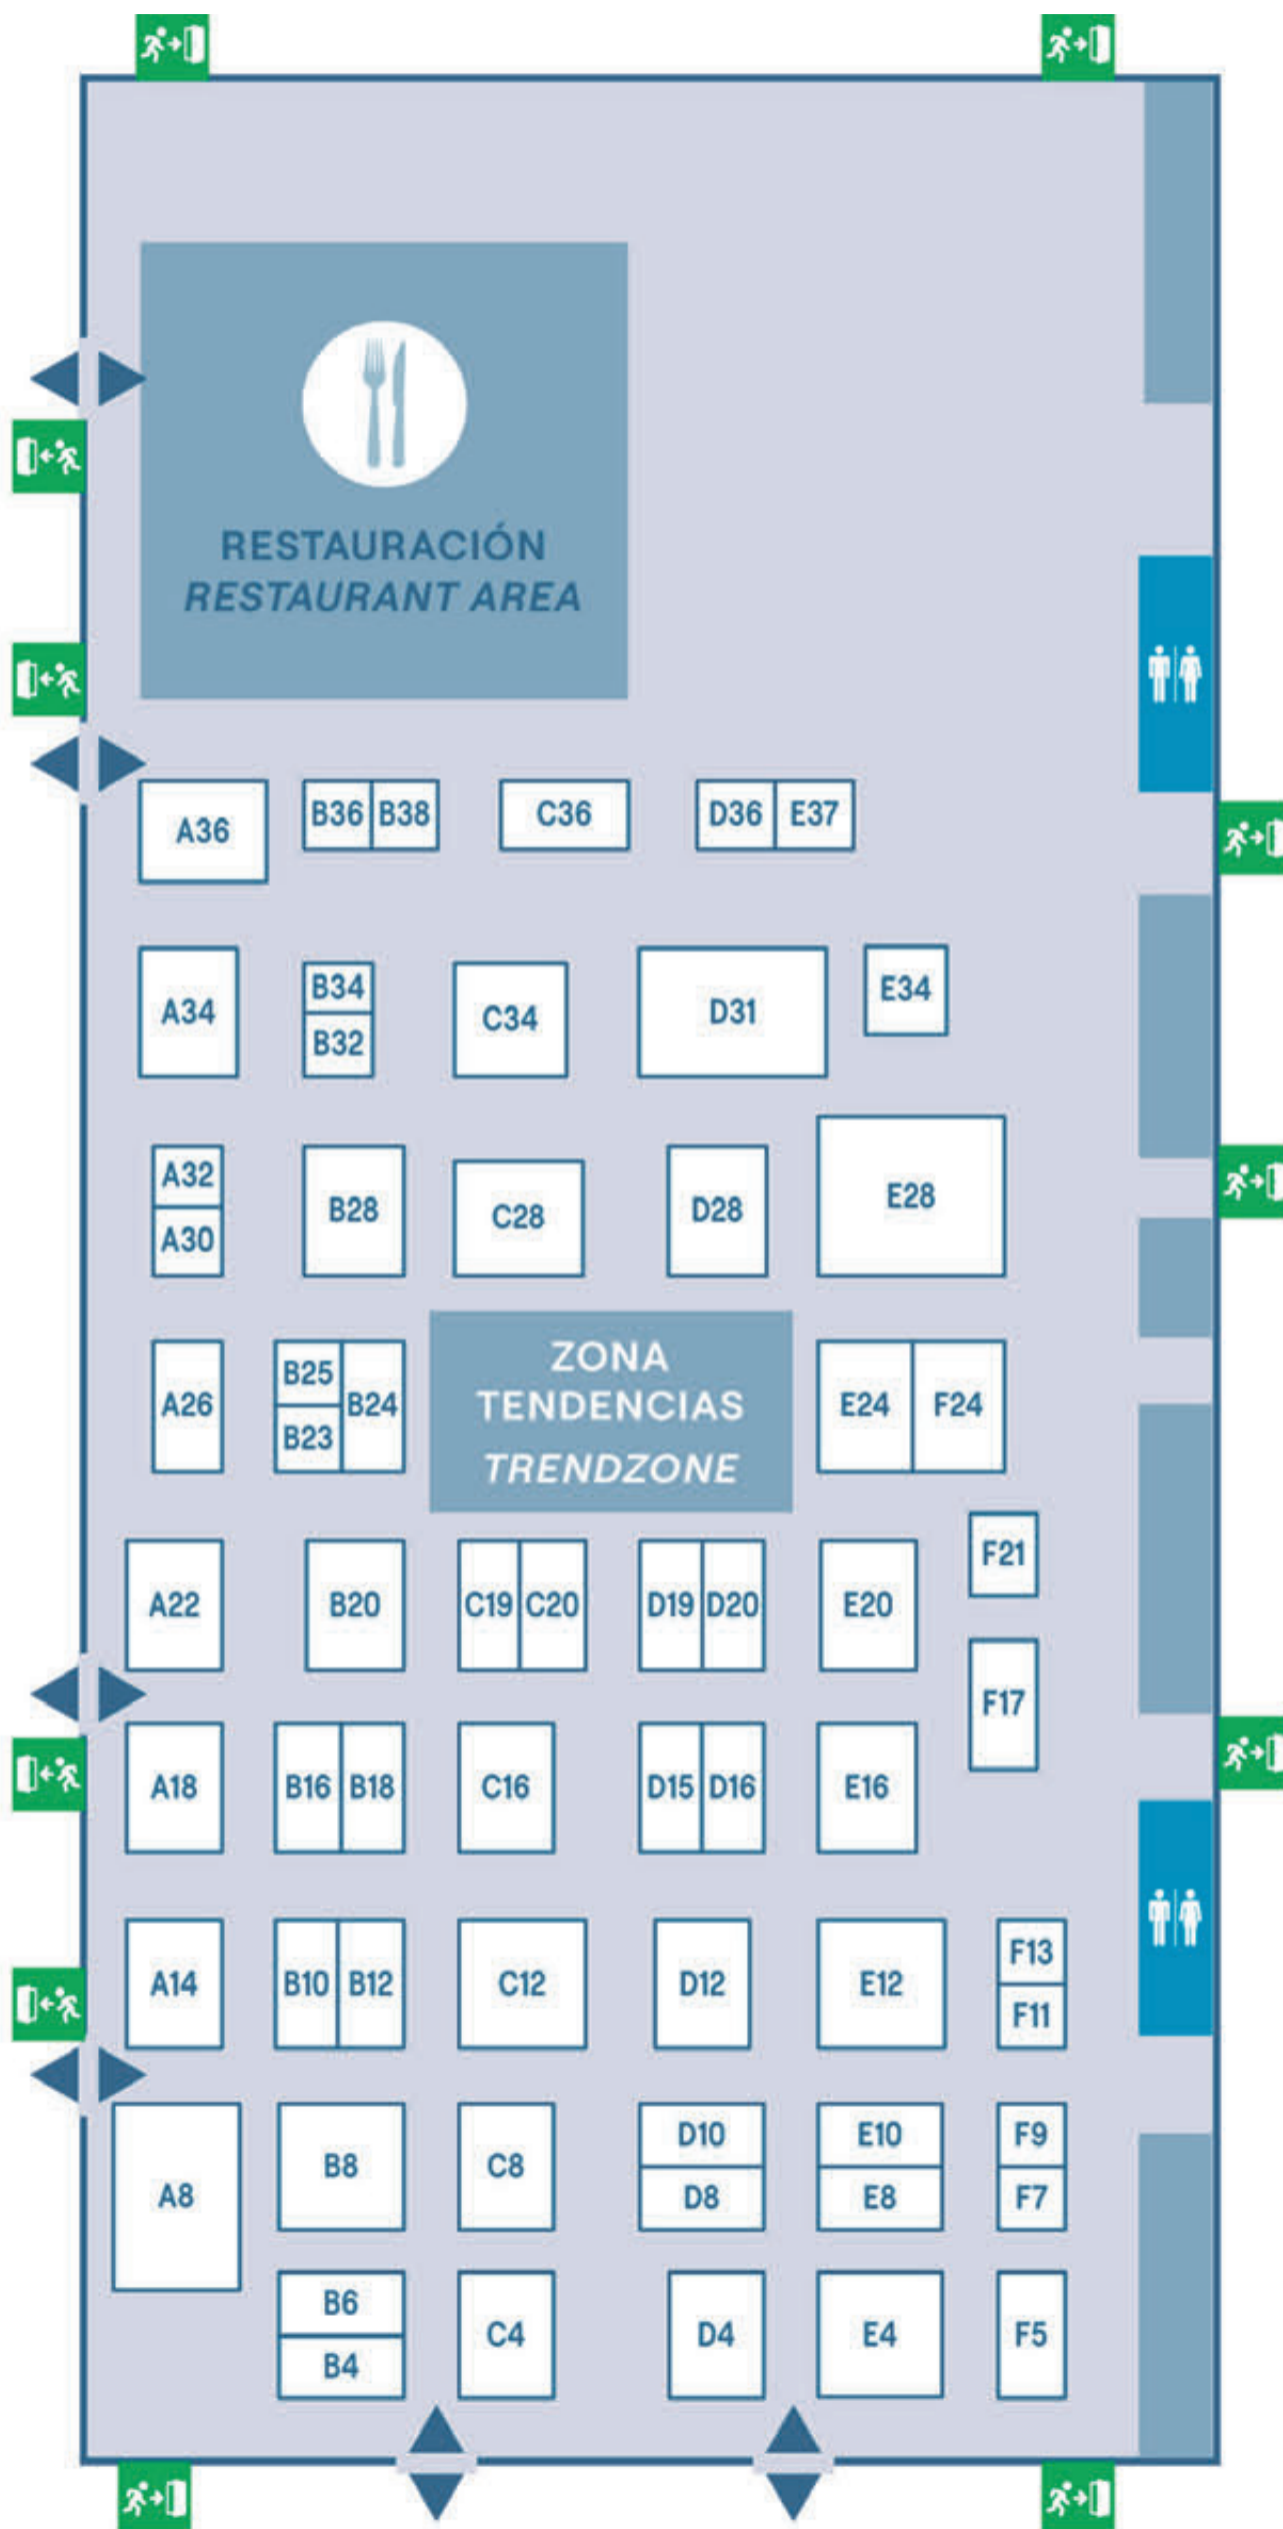 RESTAURACIÓN
RESTAURANT AREA
A36
B36 B38
C36
D36 E37
A34
B34
B32
C34
D31
E34
A32
A30
B28
C28
D28
E28
A26
B25
B23
B24
ZONA
TENDENCIAS
TRENDZONE
E24 F24
A22
B20
C19 C20
D19 D20
E20
F21
F17
A18
B16 B18
C16
D15 D16
E16
A14
B10 B12
C12
D12
E12
F13
F11
A8
B8
C8
D10
D8
E10
E8
F9
F7
B6
B4
C4
D4
E4
F5